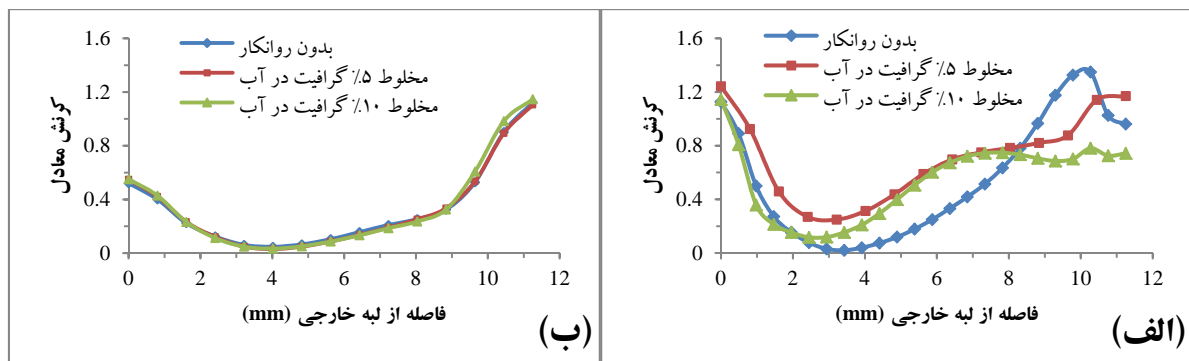 1.6
1.2
0.8
0.4
0
0 2 4 6 8 10 12
کرنش معادل
فاصله از لبه خارجی (mm)
بدون روانکار
مخلوط ۵٪ گرافیت در آب
مخلوط ۱۰٪ گرافیت در آب
(الف)
1.6
1.2
0.8
0.4
0
0 2 4 6 8 10 12
کرنش معادل
فاصله از لبه خارجی (mm)
بدون روانکار
مخلوط ۵٪ گرافیت در آب
مخلوط ۱۰٪ گرافیت در آب
(ب)